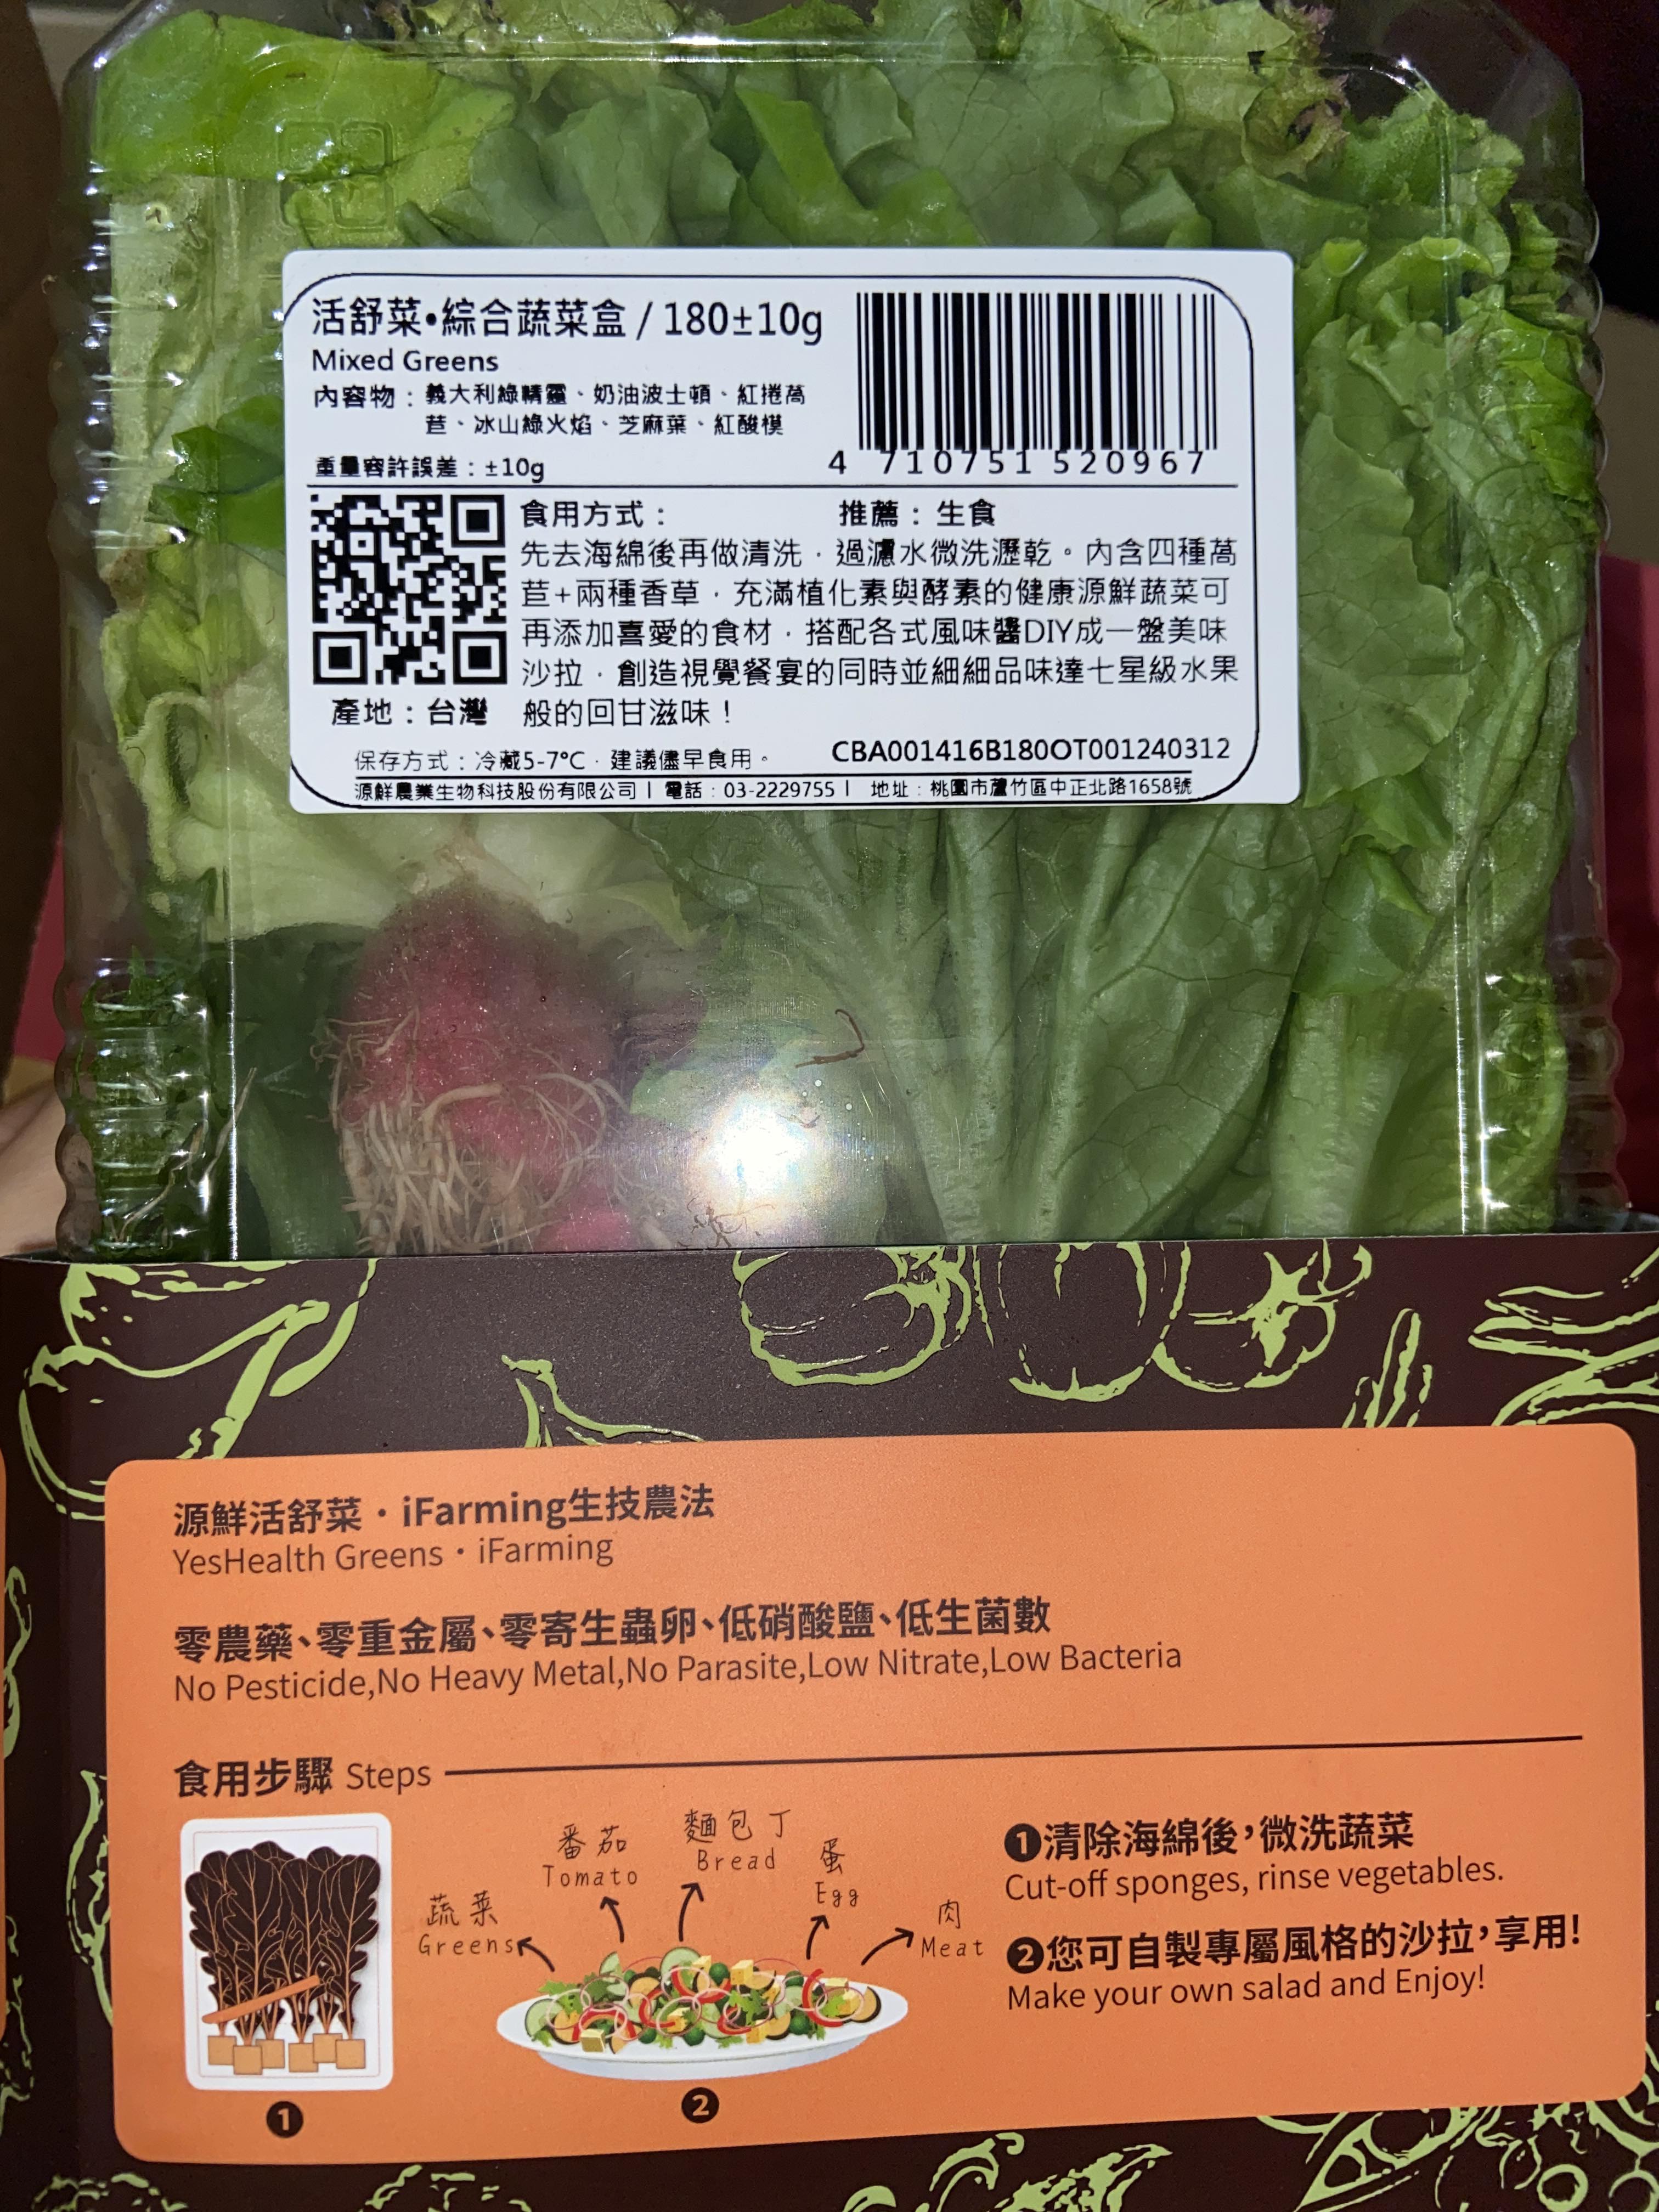 活舒菜•綜合蔬菜盒 / 180±10g
Mixed Greens
內容物：義大利綠精靈、奶油波士頓、紅捲萵
苣、冰山綠火焰、芝麻葉、紅酸模
重量容許誤差：±10g
4 710751 520967
食用方式： 推薦：生食
先去海綿後再做清洗，過濾水微洗瀝乾。內含四種萵
苣+兩種香草，充滿植化素與酵素的健康源鮮蔬菜可
再添加喜愛的食材，搭配各式風味醬DIY成一盤美味
沙拉，創造視覺餐宴的同時並細細品味達七星級水果
般的回甘滋味！
產地：台灣
保存方式：冷藏5-7°C，建議儘早食用。
CBA001416B180OT001240312
源鮮農業生物科技股份有限公司 | 電話：03-2229755 | 地址：桃園市蘆竹區中正北路1658號
源鮮活舒菜・iFarming生技農法
YesHealth Greens・iFarming
零農藥、零重金屬、零寄生蟲卵、低硝酸鹽、低生菌數
No Pesticide,No Heavy Metal,No Parasite,Low Nitrate,Low Bacteria
食用步驟 Steps
蔬菜
Greens
番茄
Tomato
麵包丁
Bread
蛋
Egg
肉
Meat
❶
❷
❶清除海綿後，微洗蔬菜
Cut-off sponges, rinse vegetables.
❷您可自製專屬風格的沙拉，享用！
Make your own salad and Enjoy!